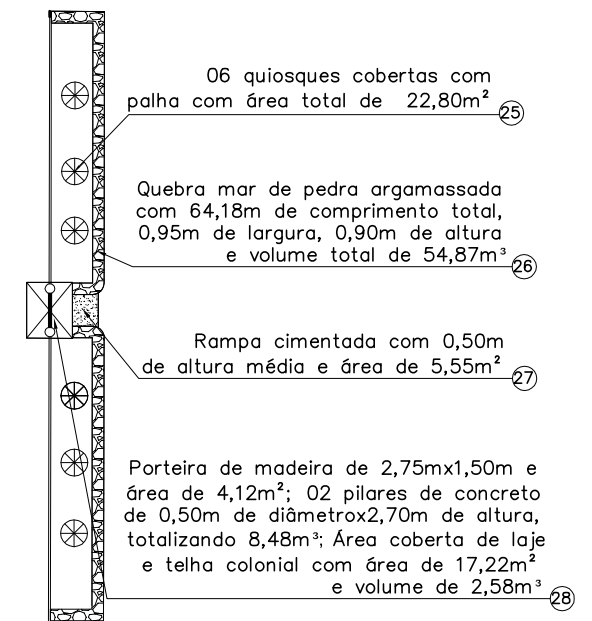 06 quiosques cobertas com
palha com área total de 22,80m²
25
Quebra mar de pedra argamassada
com 64,18m de comprimento total,
0,95m de largura, 0,90m de altura
e volume total de 54,87m³
26
Rampa cimentada com 0,50m
de altura média e área de 5,55m²
27
Porteira de madeira de 2,75mx1,50m e
área de 4,12m²; 02 pilares de concreto
de 0,50m de diâmetrox2,70m de altura,
totalizando 8,48m³; Área coberta de laje
e telha colonial com área de 17,22m²
e volume de 2,58m³
28